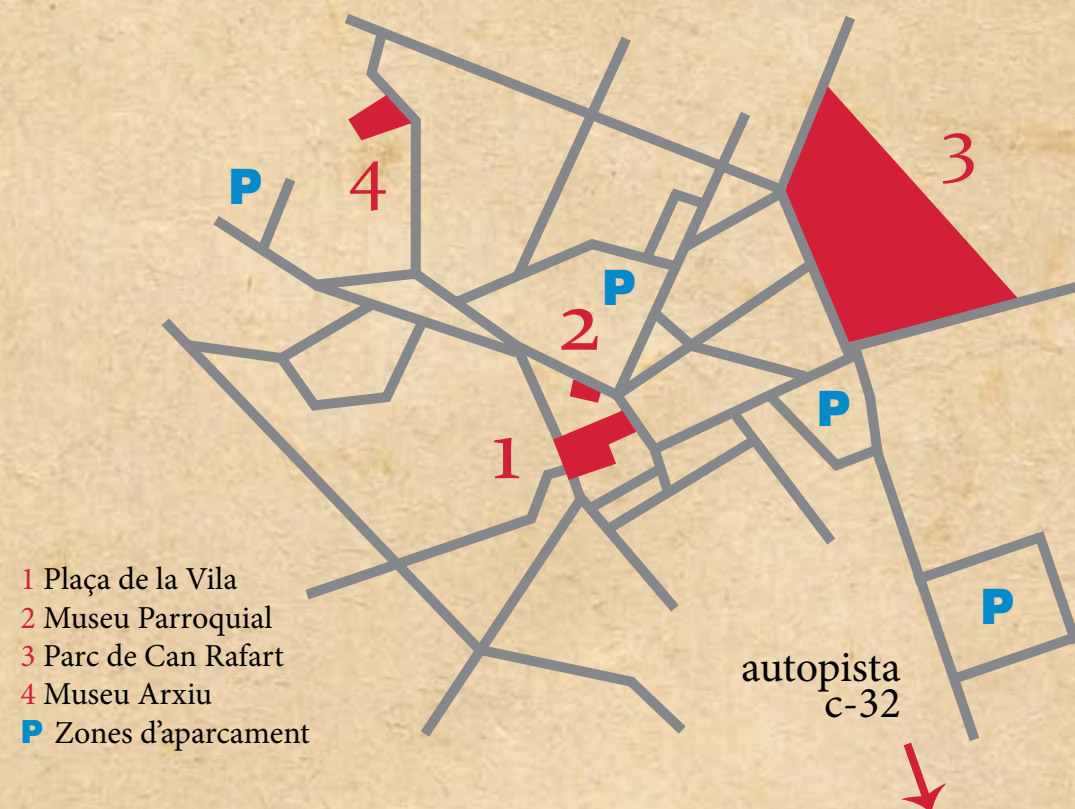 3
P
4
P
2
P
1
P
1 Plaça de la Vila
2 Museu Parroquial
3 Parc de Can Rafart
4 Museu Arxiu
P Zones d'aparcament
autopista
c-32